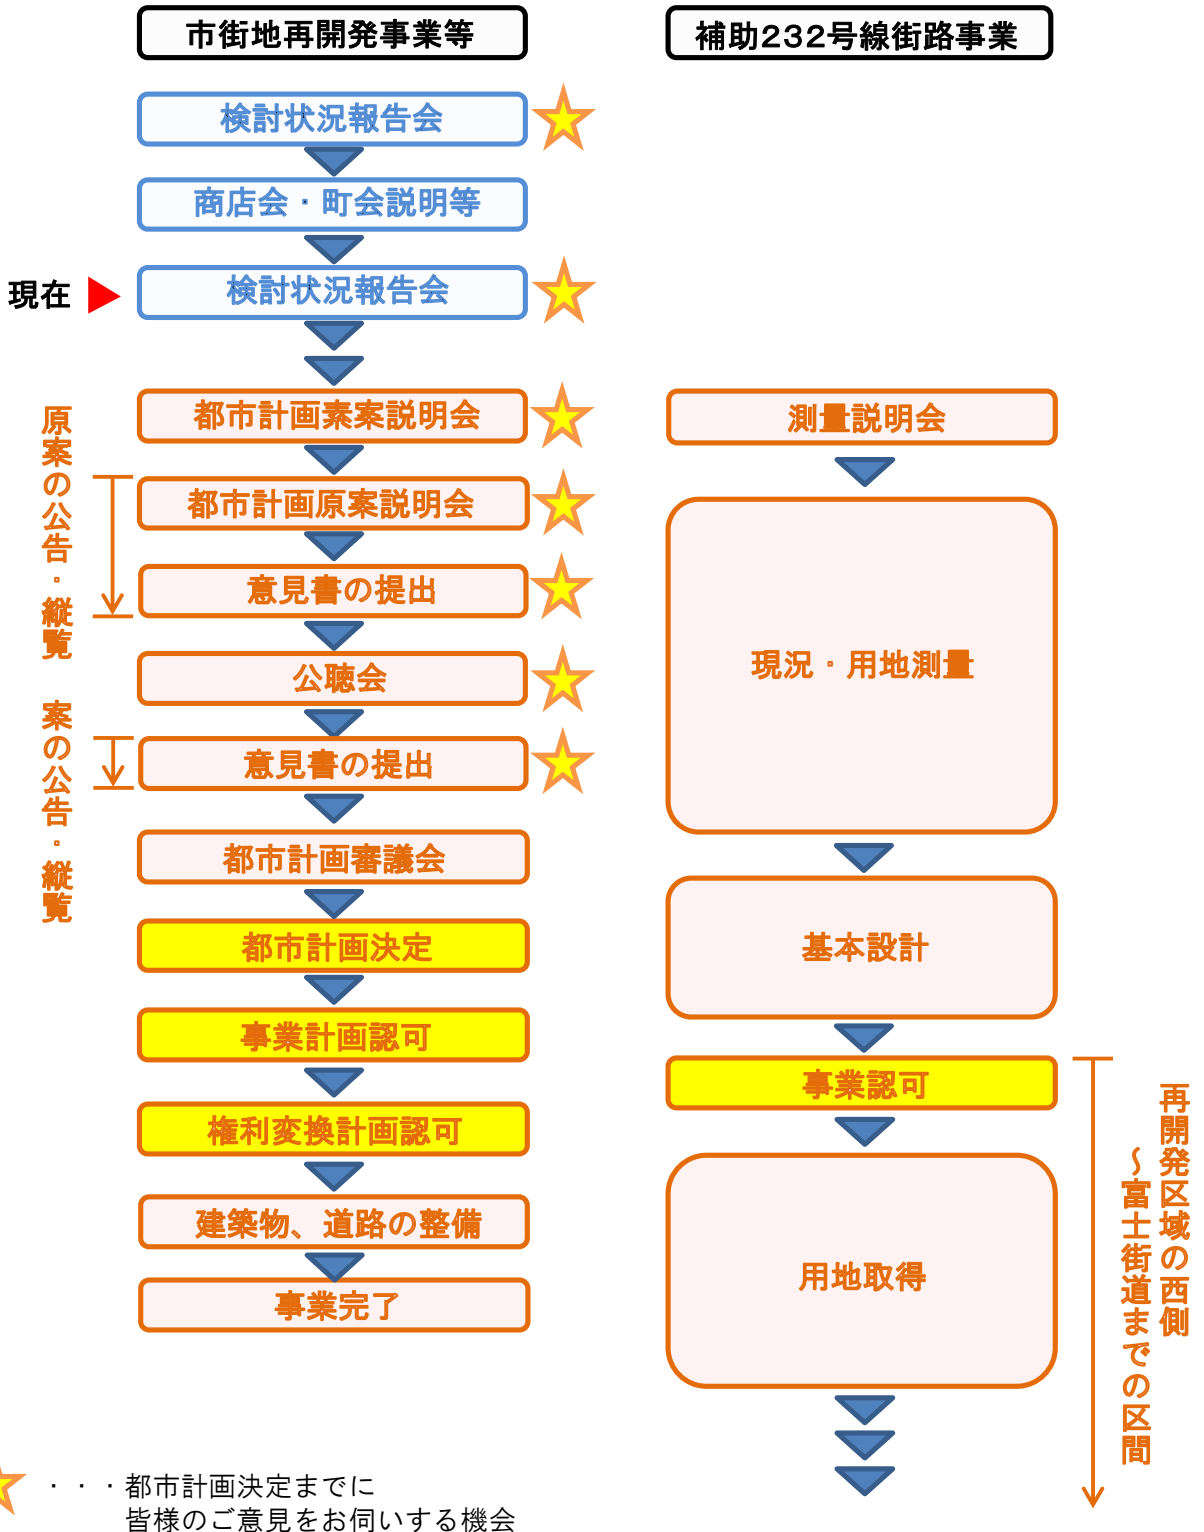 市街地再開発事業等
検討状況報告会
商店会・町会説明等
現在
検討状況報告会
都市計画素案説明会
原案の公告・縦覧
都市計画原案説明会
意見書の提出
公聴会
案の公告・縦覧
意見書の提出
都市計画審議会
都市計画決定
事業計画認可
権利変換計画認可
建築物、道路の整備
事業完了
補助232号線街路事業
測量説明会
現況・用地測量
基本設計
事業認可
用地取得
再開発区域の西側
～富士街道までの区間
・・・都市計画決定までに
皆様のご意見をお伺いする機会